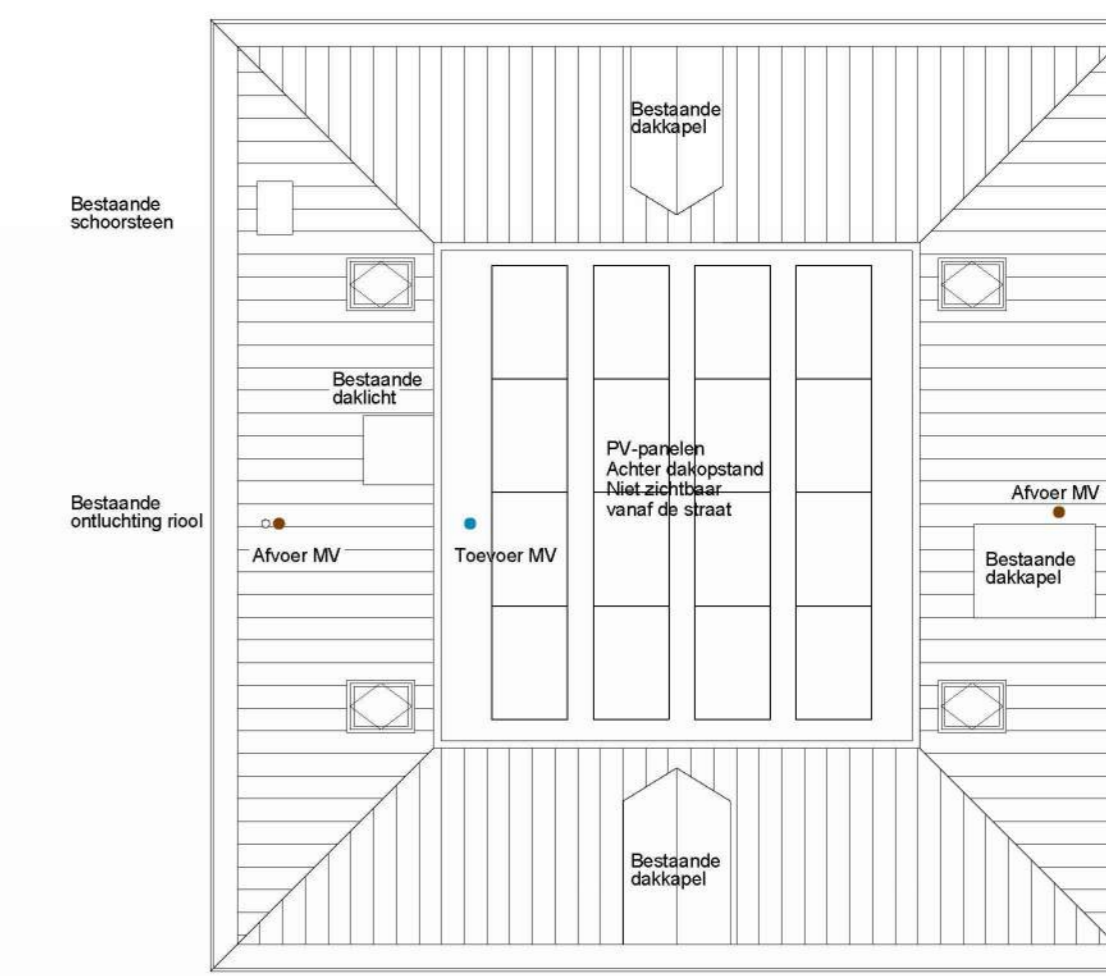 Bestaande
dakkapel
Bestaande
schoorsteen
Bestaande
daklicht
PV-panelen
Achter dakopstand
Niet zichtbaar
vanaf de straat
Bestaande
ontluchting riool
Afvoer MV
Afvoer MV
Toevoer MV
Bestaande
dakkapel
Bestaande
dakkapel